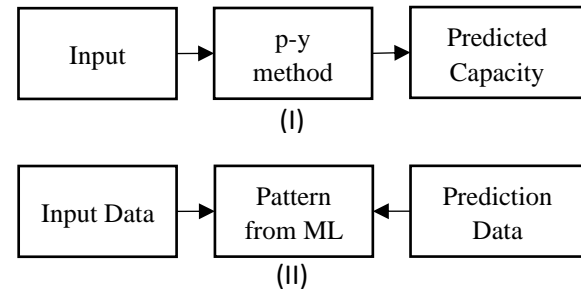 Input
p-y
method
Predicted
Capacity
(I)
Input Data
Pattern
from ML
Prediction
Data
(II)